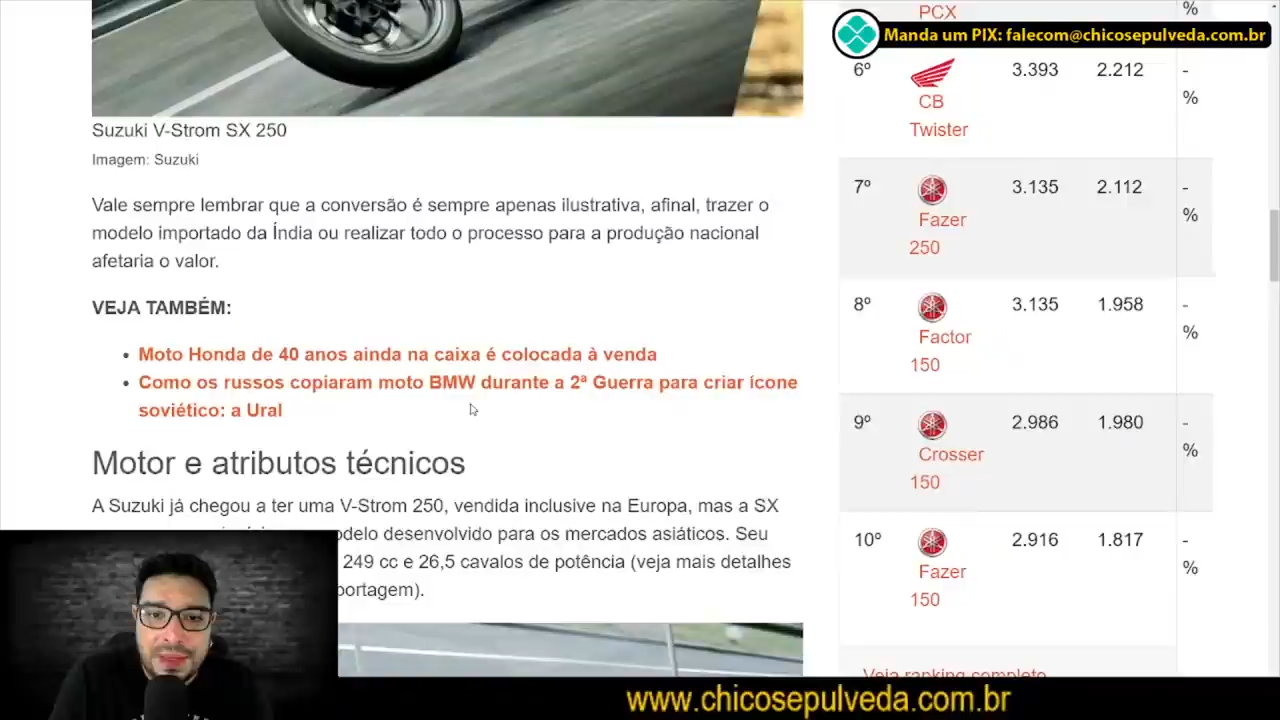 Suzuki V-Strom SX 250
Imagem: Suzuki
Vale sempre lembrar que a conversão é sempre apenas ilustrativa, afinal, trazer o
modelo importado da Índia ou realizar todo o processo para a produção nacional
afetaria o valor.
VEJA TAMBÉM:
• Moto Honda de 40 anos ainda na caixa é colocada à venda
• Como os russos copiaram moto BMW durante a 2ª Guerra para criar ícone
soviético: a Ural
Motor e atributos técnicos
A Suzuki já chegou a ter uma V-Strom 250, vendida inclusive na Europa, mas a SX
desenvolvido para os mercados asiáticos. Seu
249 cc e 26,5 cavalos de potência (veja mais detalhes
PCX %
Manda um PIX: falecom@chicosepulveda.com.br
6º 3.393 2.212 -
%
CB
Twister
7º 3.135 2.112 -
%
Fazer
250
8º 3.135 1.958 -
%
Factor
150
9º 2.986 1.980 -
%
Crosser
150
10º 2.916 1.817 -
%
Fazer
150
Veja ranking completo
www.chicosepulveda.com.br